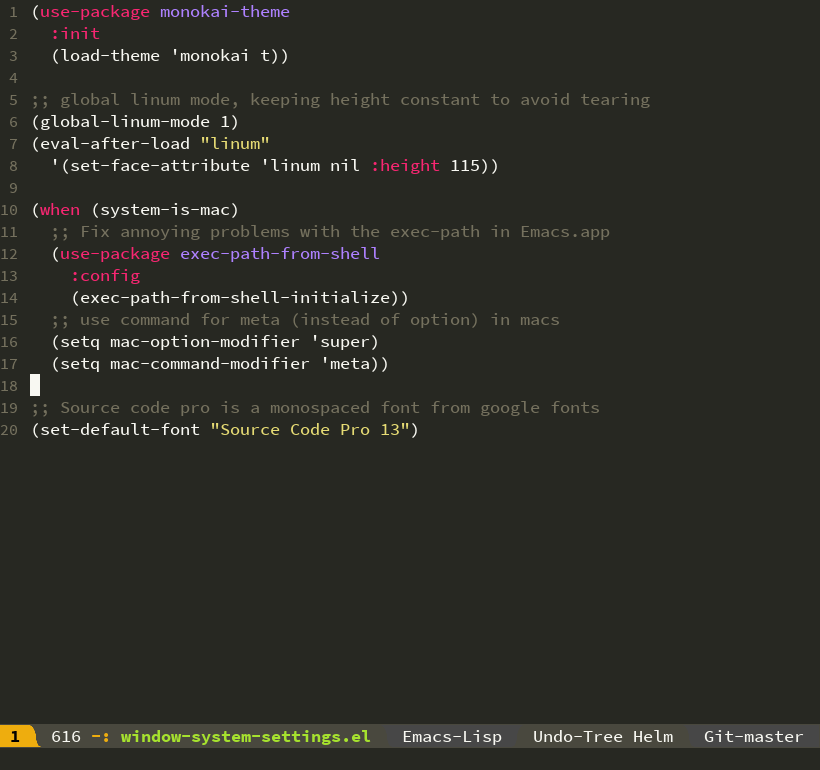 1 (use-package monokai-theme
2   :init
3   (load-theme 'monokai t))
4
5 ;; global linum mode, keeping height constant to avoid tearing
6 (global-linum-mode 1)
7 (eval-after-load "linum"
8   '(set-face-attribute 'linum nil :height 115))
9
10 (when (system-is-mac)
11   ;; Fix annoying problems with the exec-path in Emacs.app
12   (use-package exec-path-from-shell
13     :config
14     (exec-path-from-shell-initialize))
15   ;; use command for meta (instead of option) in macs
16   (setq mac-option-modifier 'super)
17   (setq mac-command-modifier 'meta))
18
19 ;; Source code pro is a monospaced font from google fonts
20 (set-default-font "Source Code Pro 13")
1 616 -: window-system-settings.el Emacs-Lisp Undo-Tree Helm Git-master